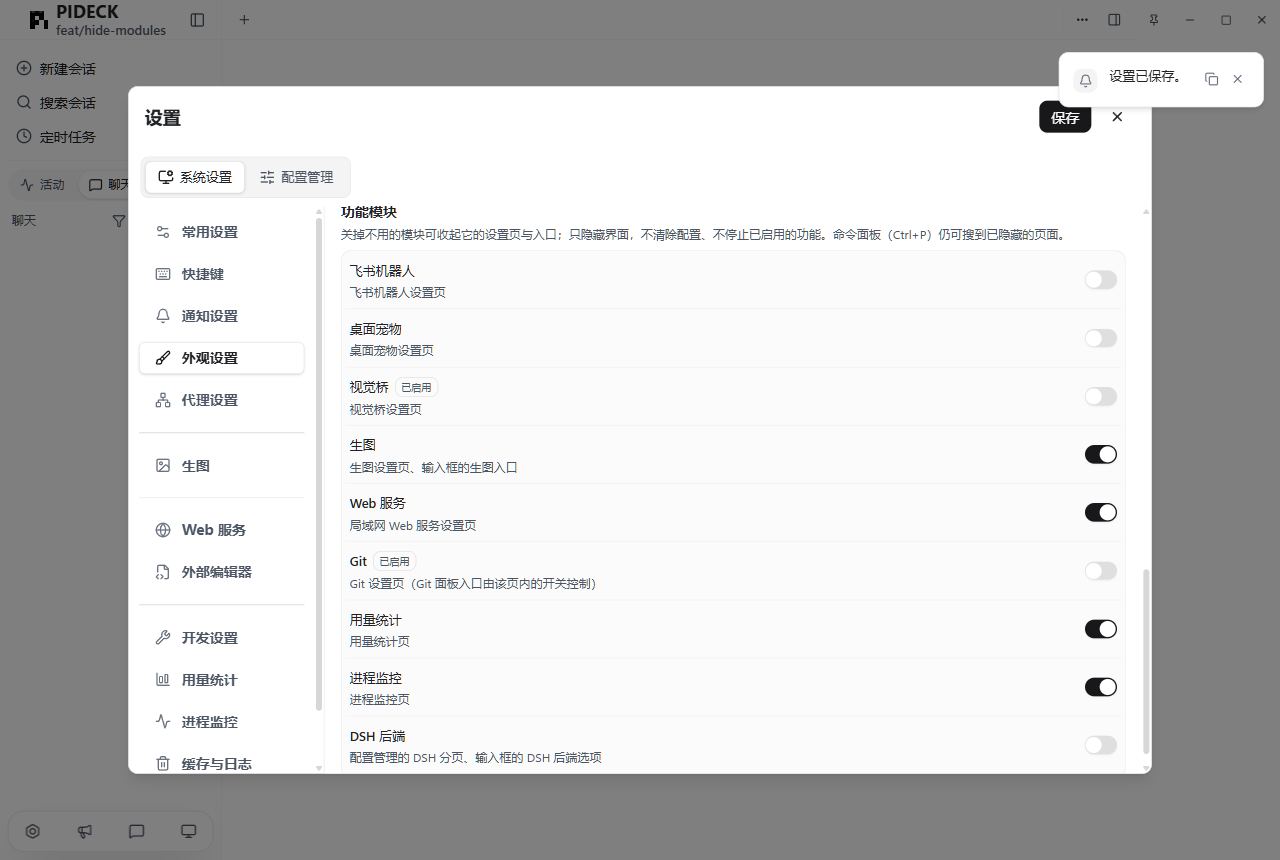 PIDECK
feat/hide-modules
新建会话
搜索会话
定时任务
活动
聊天
设置已保存。
设置
保存
系统设置
配置管理
常用设置
快捷键
通知设置
外观设置
代理设置
生图
Web 服务
外部编辑器
开发设置
用量统计
进程监控
缓存与日志
功能模块
关掉不用的模块可收起它的设置页与入口；只隐藏界面，不清除配置、不停止已启用的功能。命令面板（Ctrl+P）仍可搜到已隐藏的页面。
飞书机器人
飞书机器人设置页
桌面宠物
桌面宠物设置页
视觉桥 已启用
视觉桥设置页
生图
生图设置页、输入框的生图入口
Web 服务
局域网 Web 服务设置页
Git 已启用
Git 设置页（Git 面板入口由该页内的开关控制）
用量统计
用量统计页
进程监控
进程监控页
DSH 后端
配置管理的 DSH 分页、输入框的 DSH 后端选项